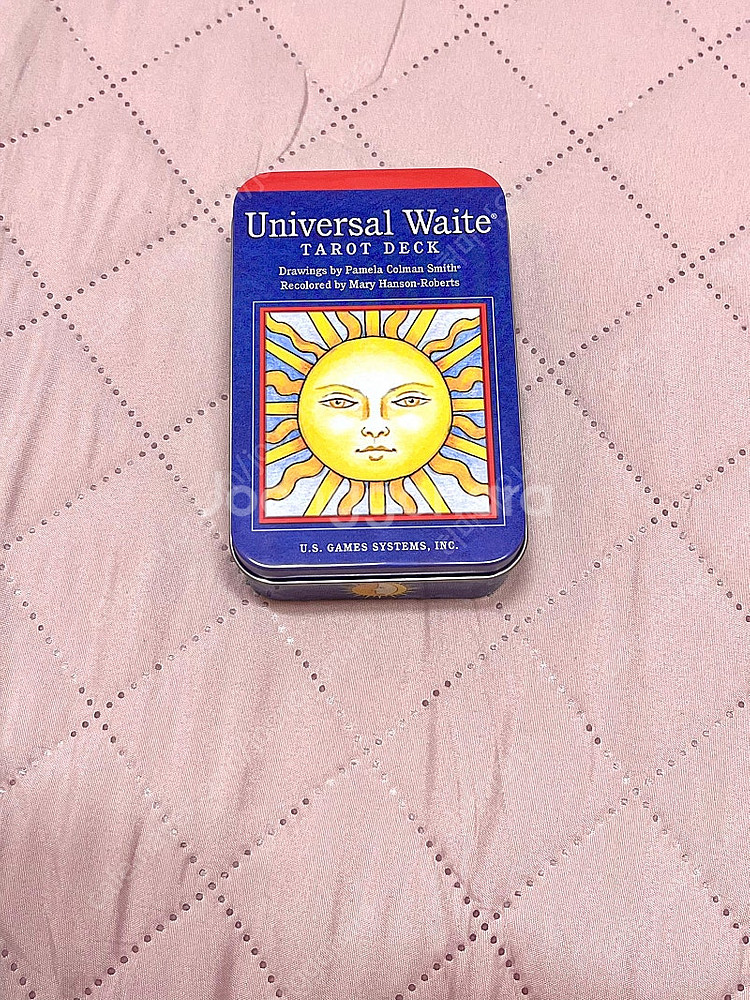 Universal Waite®
TAROT DECK
Drawings by Pamela Colman Smith®
Recolored by Mary Hanson-Roberts
U.S. GAMES SYSTEMS, INC.